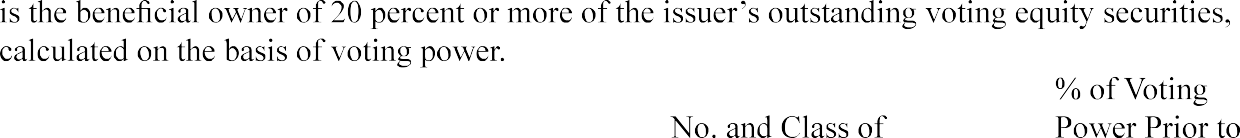 is the beneficial owner of 20 percent or more of the issuer’s outstanding voting equity securities,
calculated on the basis of voting power.
% of Voting
No. and Class of Power Prior to